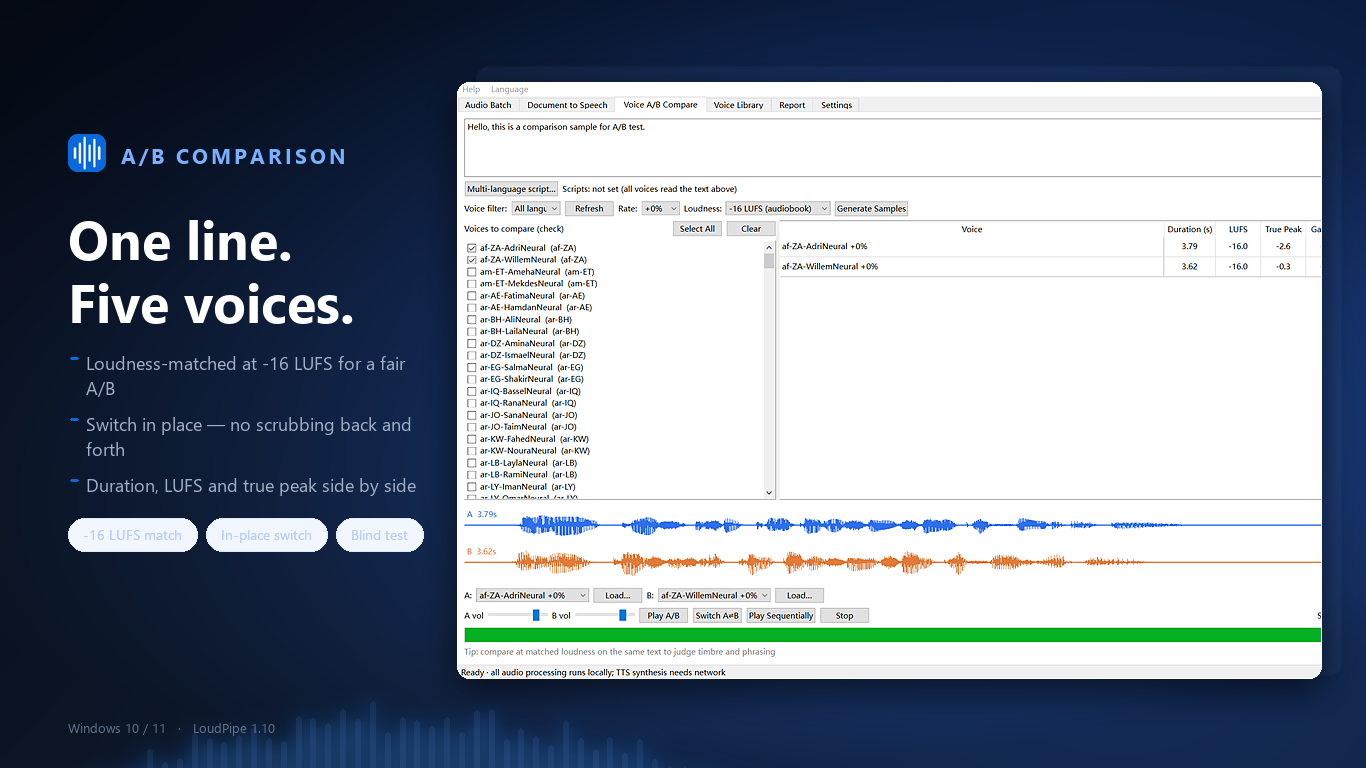 A/B COMPARISON
One line.
Five voices.
Loudness-matched at -16 LUFS for a fair
A/B
Switch in place — no scrubbing back and
forth
Duration, LUFS and true peak side by side
-16 LUFS match
In-place switch
Blind test
Windows 10 / 11 · LoudPipe 1.10
Help Language
Audio Batch Document to Speech Voice A/B Compare Voice Library Report Settings
Hello, this is a comparison sample for A/B test.
Multi-language script... Scripts: not set (all voices read the text above)
Voice filter: All langu Refresh Rate: +0% Loudness: -16 LUFS (audiobook) Generate Samples
Voices to compare (check) Select All Clear
af-ZA-AdriNeural (af-ZA)
af-ZA-WillemNeural (af-ZA)
am-ET-AmehaNeural (am-ET)
am-ET-MekdesNeural (am-ET)
ar-AE-FatimaNeural (ar-AE)
ar-AE-HamdanNeural (ar-AE)
ar-BH-AliNeural (ar-BH)
ar-BH-LailaNeural (ar-BH)
ar-DZ-AminaNeural (ar-DZ)
ar-DZ-IsmaelNeural (ar-DZ)
ar-EG-SalmaNeural (ar-EG)
ar-EG-ShakirNeural (ar-EG)
ar-IQ-BasselNeural (ar-IQ)
ar-IQ-RanaNeural (ar-IQ)
ar-JO-SanaNeural (ar-JO)
ar-JO-TaimNeural (ar-JO)
ar-KW-FahedNeural (ar-KW)
ar-KW-NouraNeural (ar-KW)
ar-LB-LaylaNeural (ar-LB)
ar-LB-RamiNeural (ar-LB)
ar-LY-ImanNeural (ar-LY)
ar-LY-OmarNeural (ar-LY)
Voice Duration (s) LUFS True Peak Ga
af-ZA-AdriNeural +0% 3.79 -16.0 -2.6
af-ZA-WillemNeural +0% 3.62 -16.0 -0.3
A 3.79s
B 3.62s
A: af-ZA-AdriNeural +0% Load... B: af-ZA-WillemNeural +0% Load...
A vol B vol Play A/B Switch A⇌B Play Sequentially Stop S
Tip: compare at matched loudness on the same text to judge timbre and phrasing
Ready · all audio processing runs locally; TTS synthesis needs network